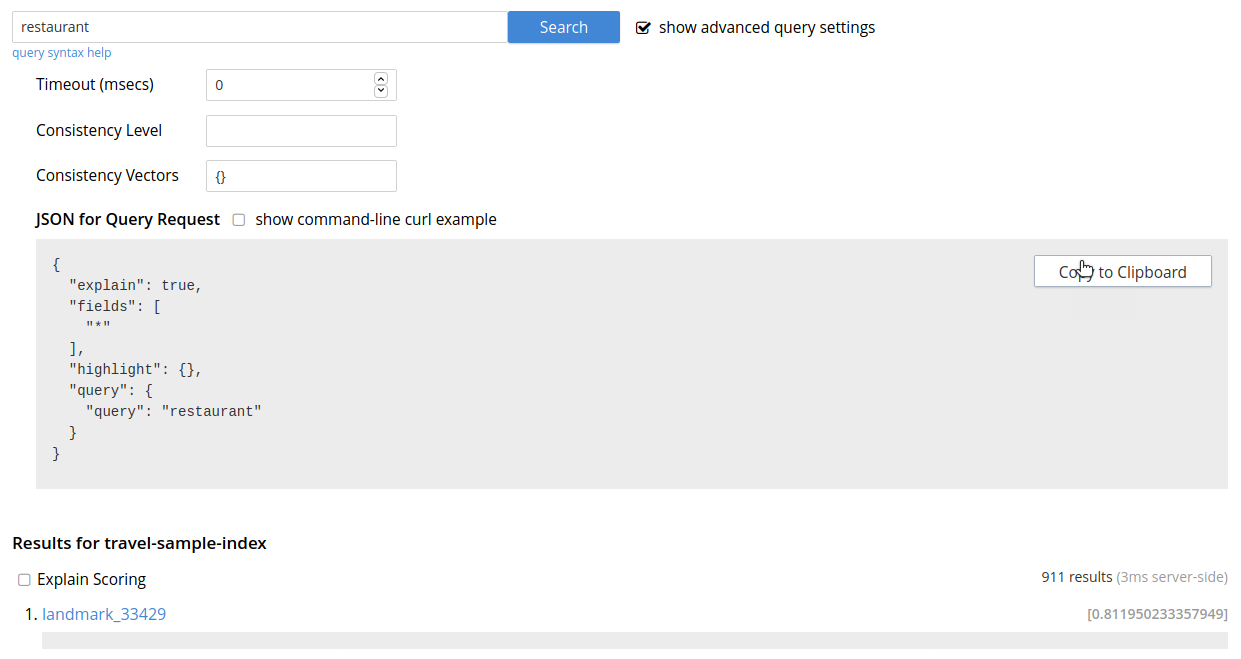 restaurant Search show advanced query settings
query syntax help
Timeout (msecs) 0
Consistency Level
Consistency Vectors {}
JSON for Query Request show command-line curl example
{
Copy to Clipboard
"explain": true,
"fields": [
"*"
],
"highlight": {},
"query": {
"query": "restaurant"
}
}
Results for travel-sample-index
Explain Scoring 911 results (3ms server-side)
1. landmark_33429 [0.811950233357949]